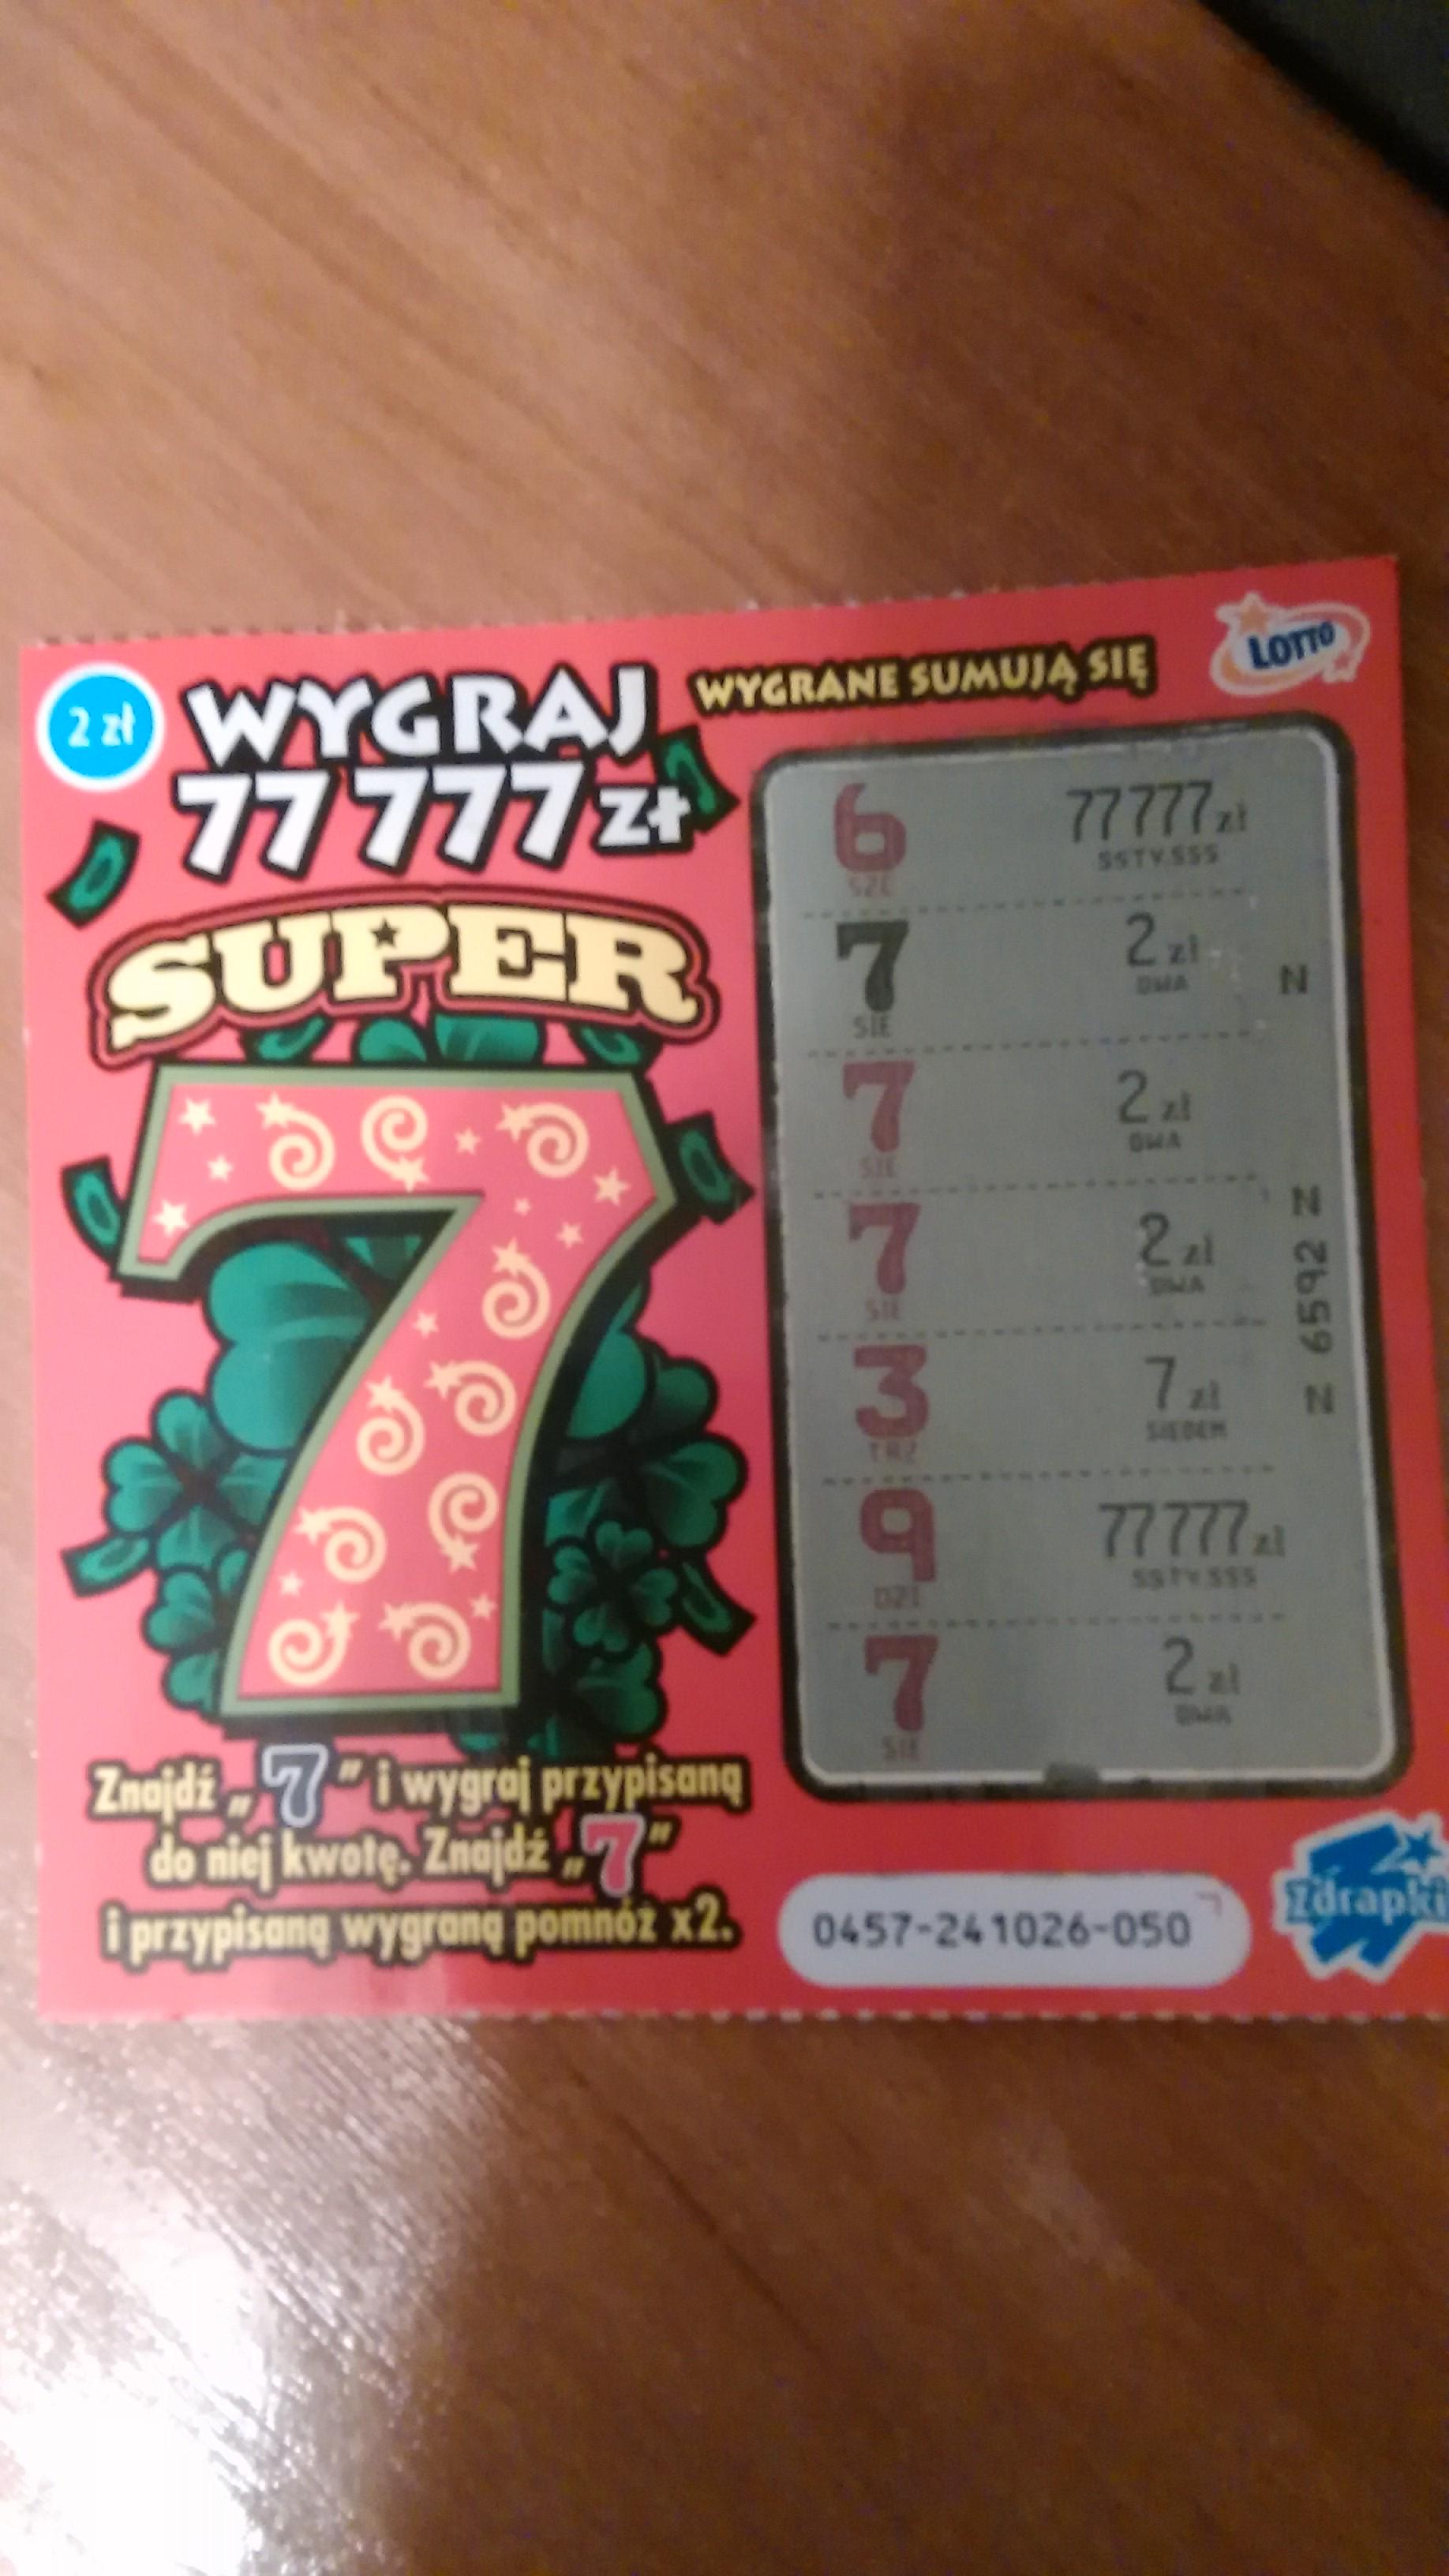 2 zł
WYGRAJ
77 777 zł
SUPER
7
Znajdź „7” i wygraj przypisaną
do niej kwotę. Znajdź „7”
i przypisaną wygraną pomnóż x2.
WYGRANE SUMUJĄ SIĘ
LOTTO
6 77777 zł
SZE SSTY.SSS
7 2 zł
SIE DWA
N
7 2 zł
SIE DWA
7 2 zł
SIE DWA
3 7 zł
TRZ SIEDEM
N 6592 N
9 77777 zł
DZI SSTY.SSS
7 2 zł
SIE DWA
0457-241026-050
Zdrapki